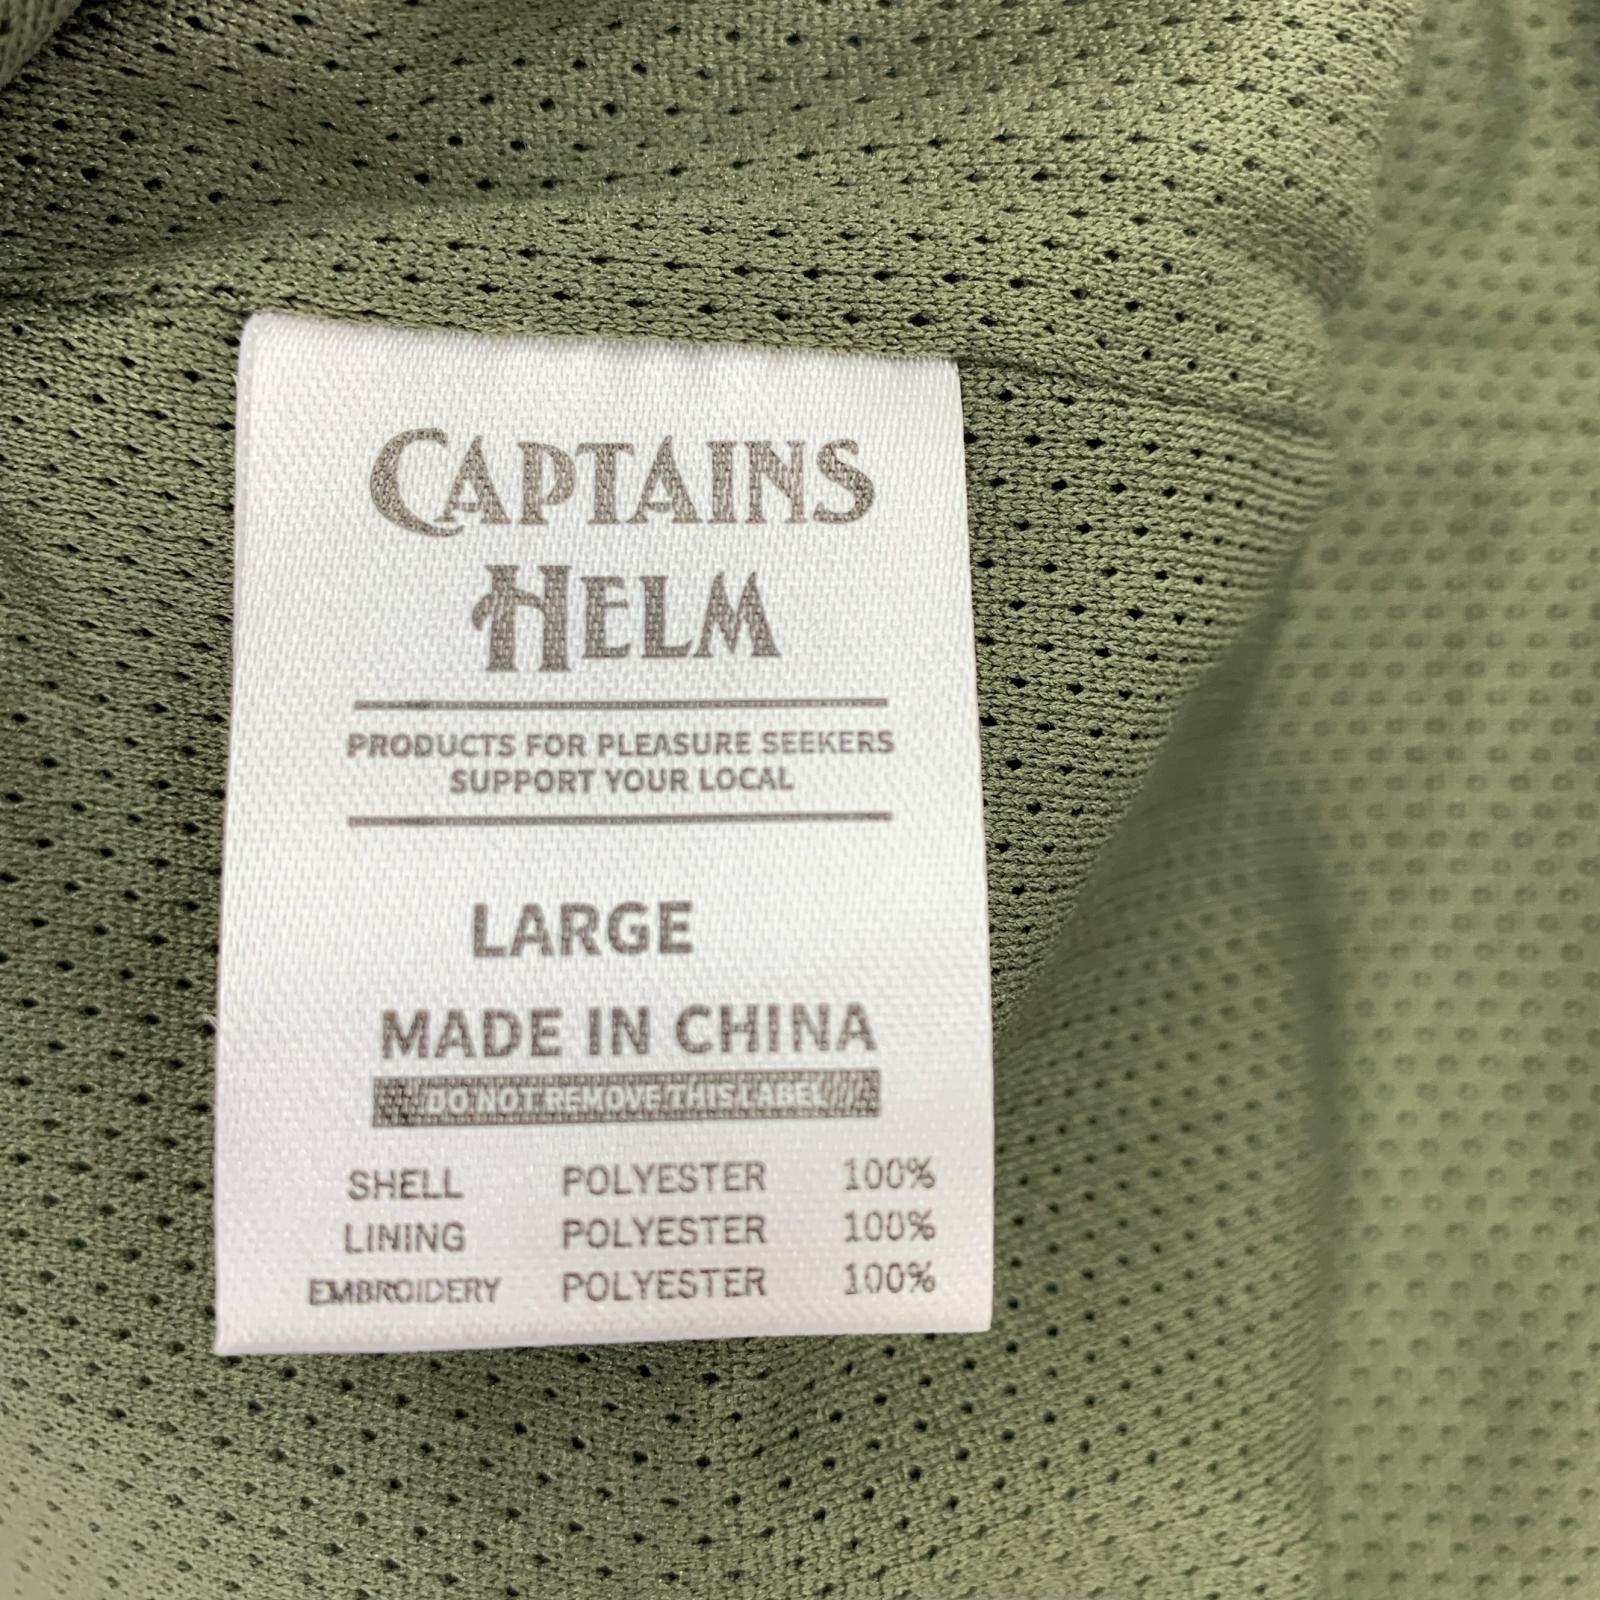 CAPTAINS
HELM
PRODUCTS FOR PLEASURE SEEKERS
SUPPORT YOUR LOCAL
LARGE
MADE IN CHINA
DO NOT REMOVE THIS LABEL
SHELL POLYESTER 100%
LINING POLYESTER 100%
EMBROIDERY POLYESTER 100%